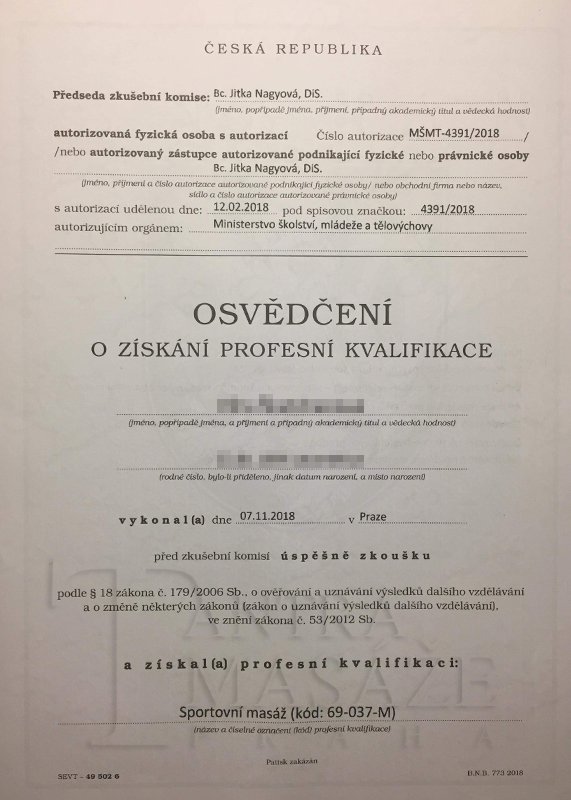 ČESKÁ REPUBLIKA
Předseda zkušební komise: Bc. Jitka Nagyová, DiS.
(jméno, popřípadě jména, příjmení, případný akademický titul a vědecká hodnost)
autorizovaná fyzická osoba s autorizací Číslo autorizace MŠMT-4391/2018 /
/nebo autorizovaný zástupce autorizované podnikající fyzické nebo právnické osoby
Bc. Jitka Nagyová, DiS.
(jméno, příjmení a číslo autorizace autorizované podnikající fyzické osoby/ nebo obchodní firma nebo název,
sídlo a číslo autorizace autorizované právnické osoby)
s autorizací udělenou dne: 12.02.2018 pod spisovou značkou: 4391/2018
autorizujícím orgánem: Ministerstvo školství, mládeže a tělovýchovy
OSVĚDČENÍ
O ZÍSKÁNÍ PROFESNÍ KVALIFIKACE
(jméno, popřípadě jména, a příjmení a případný akademický titul a vědecká hodnost)
(rodné číslo, bylo-li přiděleno, jinak datum narození, a místo narození)
vykonal(a) dne 07.11.2018 v Praze
před zkušební komisí úspěšně zkoušku
podle § 18 zákona č. 179/2006 Sb., o ověřování a uznávání výsledků dalšího vzdělávání
a o změně některých zákonů (zákon o uznávání výsledků dalšího vzdělávání),
ve znění zákona č. 53/2012 Sb.
a získal(a) profesní kvalifikaci:
TANTRA
MASÁŽE
PRAHA
Sportovní masáž (kód: 69-037-M)
(název a číselné označení (kód) profesní kvalifikace)
Patisk zakázán
SEVT - 49 502 6 B.N.B. 773 2018